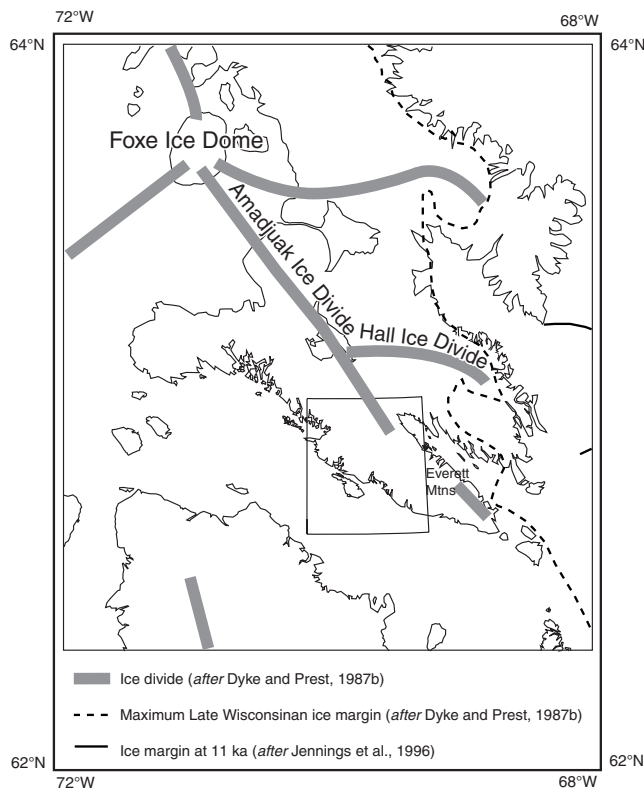 72°W
68°W
64°N
64°N
Foxe Ice Dome
Amadjuak Ice Divide
Hall Ice Divide
Everett
Mtns
Ice divide (after Dyke and Prest, 1987b)
Maximum Late Wisconsinan ice margin (after Dyke and Prest, 1987b)
Ice margin at 11 ka (after Jennings et al., 1996)
62°N
62°N
72°W
68°W